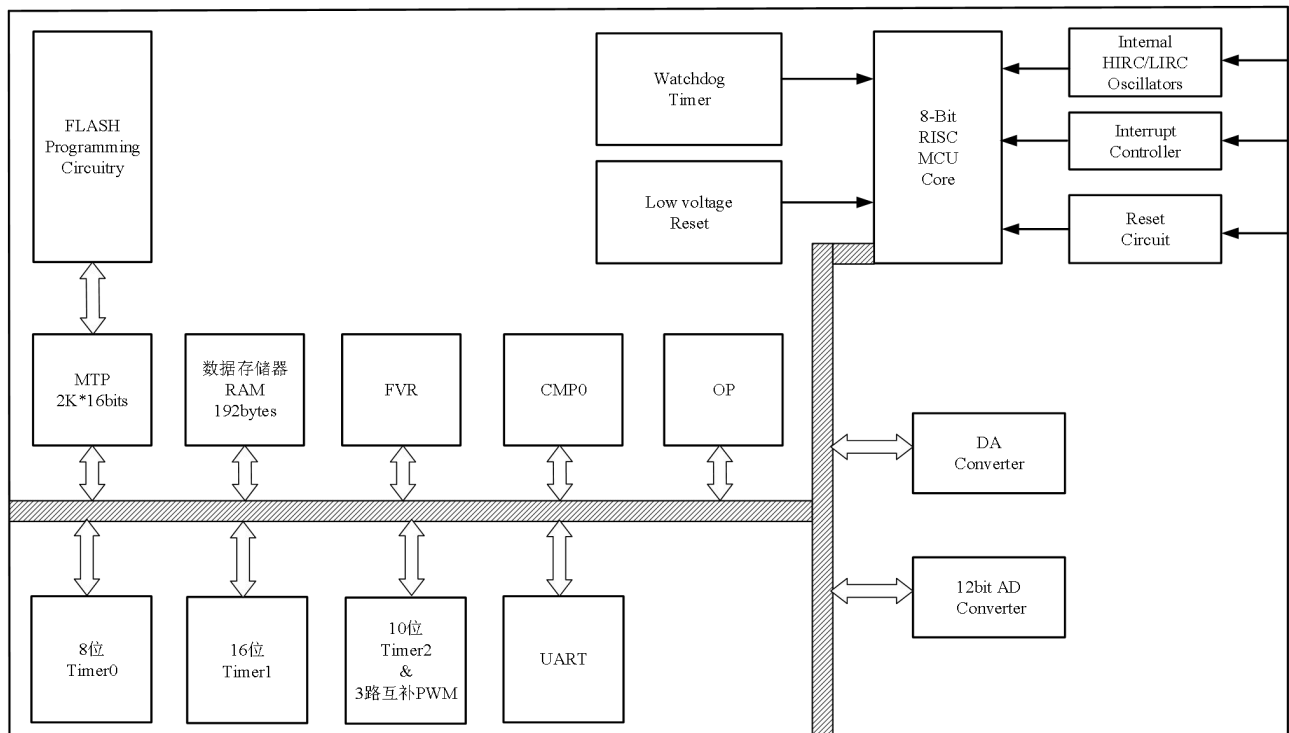 FLASH
Programming
Circuitry
Watchdog
Timer
Low voltage
Reset
8-Bit
RISC
MCU
Core
Internal
HIRC/LIRC
Oscillators
Interrupt
Controller
Reset
Circuit
MTP
2K*16bits
数据存储器
RAM
192bytes
FVR
CMP0
OP
DA
Converter
12bit AD
Converter
8位
Timer0
16位
Timer1
10位
Timer2
&
3路互补PWM
UART